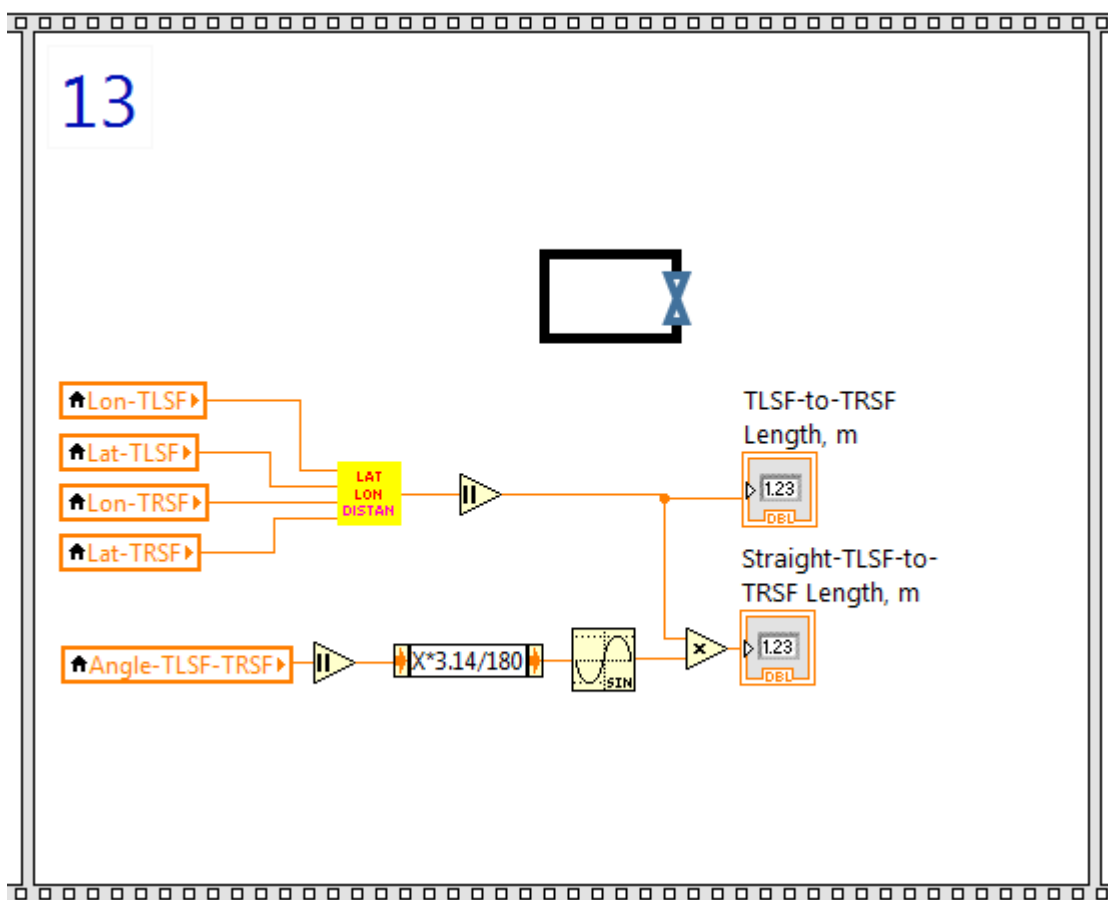 13
Lon-TLSF
Lat-TLSF
Lon-TRSF
Lat-TRSF
LAT
LON
DISTAN
TLSF-to-TRSF
Length, m
1.23
DBL
Straight-TLSF-to-
TRSF Length, m
1.23
DBL
Angle-TLSF-TRSF
X*3.14/180
SIN
x